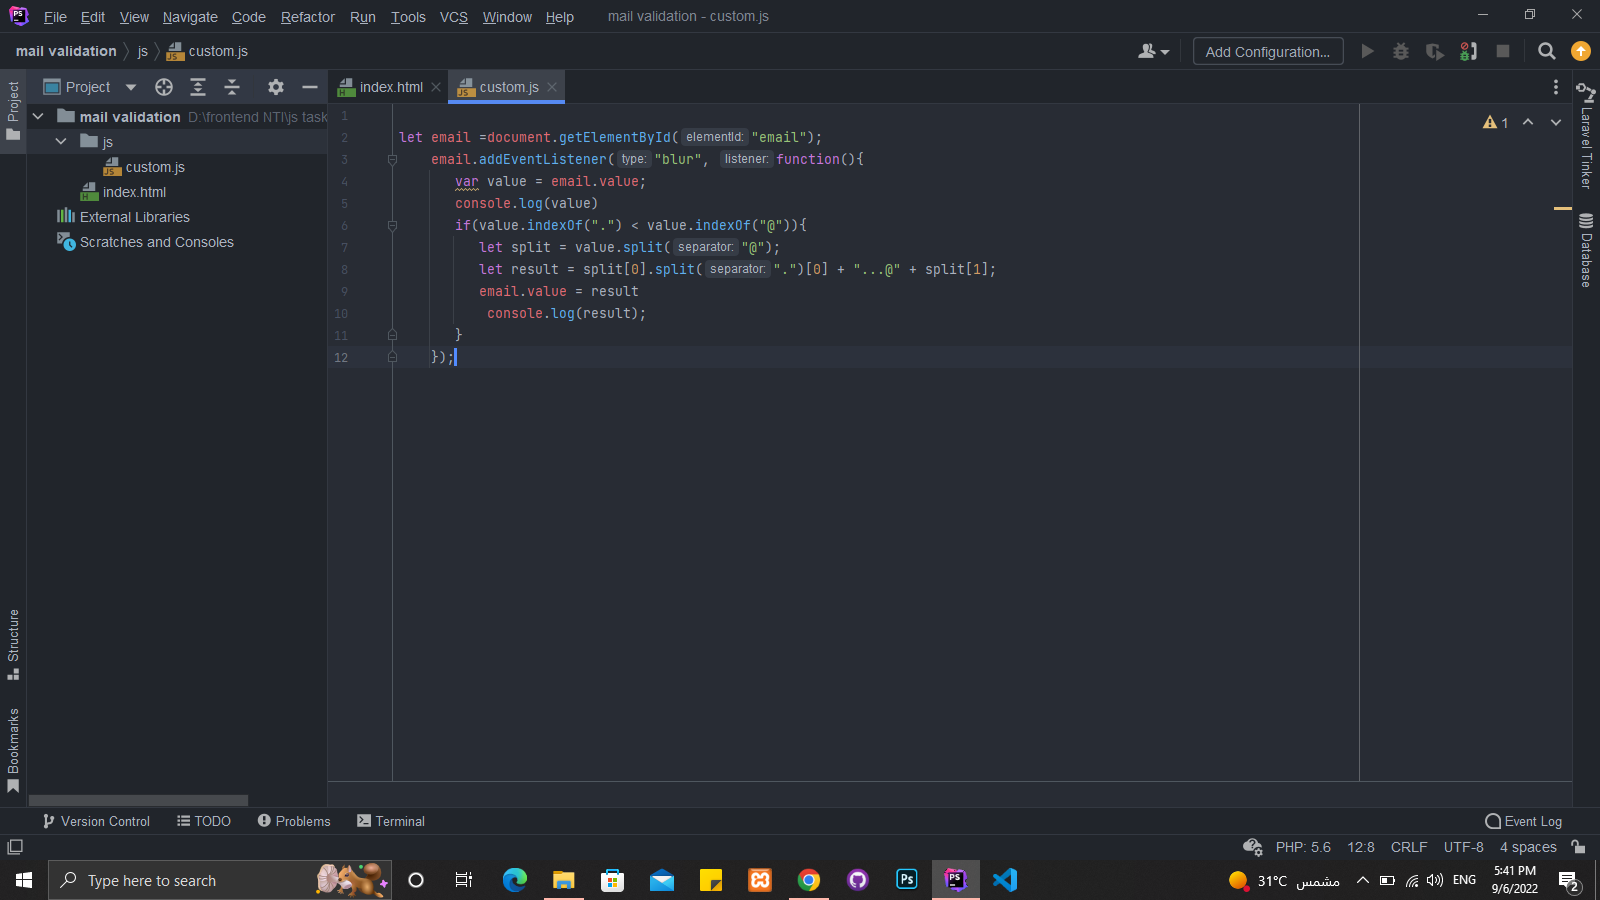 File Edit View Navigate Code Refactor Run Tools VCS Window Help mail validation - custom.js
mail validation js custom.js Add Configuration...
Project index.html custom.js
mail validation D:\frontend NTI\js task
js
custom.js
index.html
External Libraries
Scratches and Consoles
Project
Structure
Bookmarks
1
2 let email =document.getElementById( elementId: "email");
3 email.addEventListener( type: "blur", listener: function(){
4 var value = email.value;
5 console.log(value)
6 if(value.indexOf(".") < value.indexOf("@")){
7 let split = value.split( separator: "@");
8 let result = split[0].split( separator: ".")[0] + "...@" + split[1];
9 email.value = result
10 console.log(result);
11 }
12 });
1
Laravel Tinker
Database
Version Control TODO Problems Terminal Event Log
PHP: 5.6 12:8 CRLF UTF-8 4 spaces
Type here to search
Ps
PS
31°C مشمس ENG 5:41 PM
9/6/2022
2